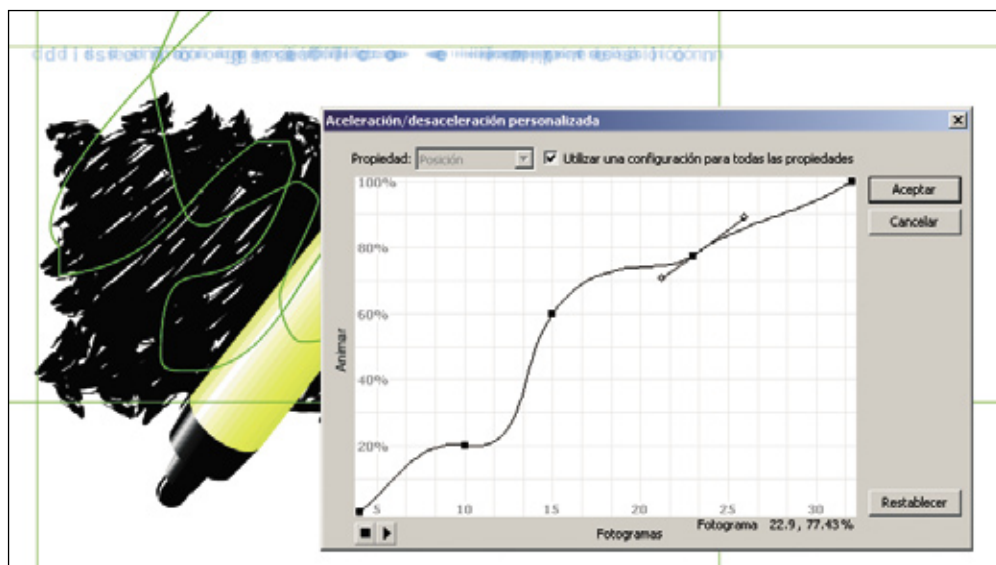 Aceleración/desaceleración personalizada
Propiedad: Posición Utilizar una configuración para todas las propiedades
100%
80%
60%
40%
20%
Animar
5 10 15 20 25 30
Fotograma 22.9, 77.43%
Fotogramas
Aceptar
Cancelar
Restablecer